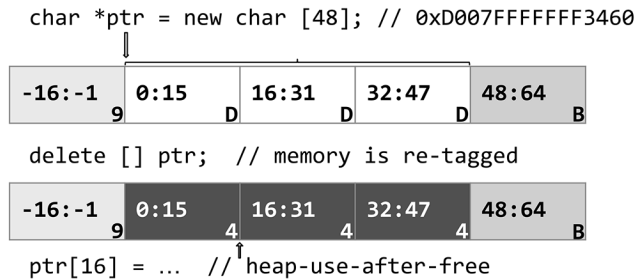 char *ptr = new char [48]; // 0xD007FFFFFFF3460
-16:-1 0:15 16:31 32:47 48:64
9 D D D B
delete [] ptr; // memory is re-tagged
-16:-1 0:15 16:31 32:47 48:64
9 4 4 4 B
ptr[16] = … // heap-use-after-free